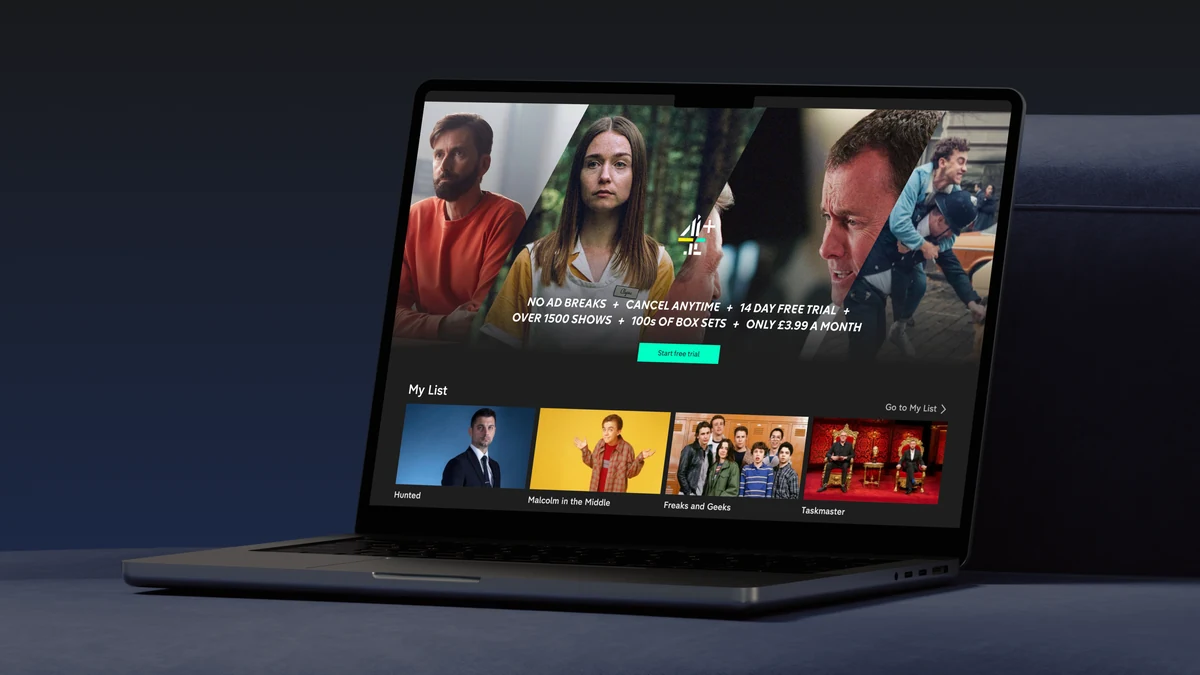 4+
NO AD BREAKS + CANCEL ANYTIME + 14 DAY FREE TRIAL +
OVER 1500 SHOWS + 100s OF BOX SETS + ONLY £3.99 A MONTH
Start free trial
My List
Go to My List
Hunted
Malcolm in the Middle
Freaks and Geeks
Taskmaster